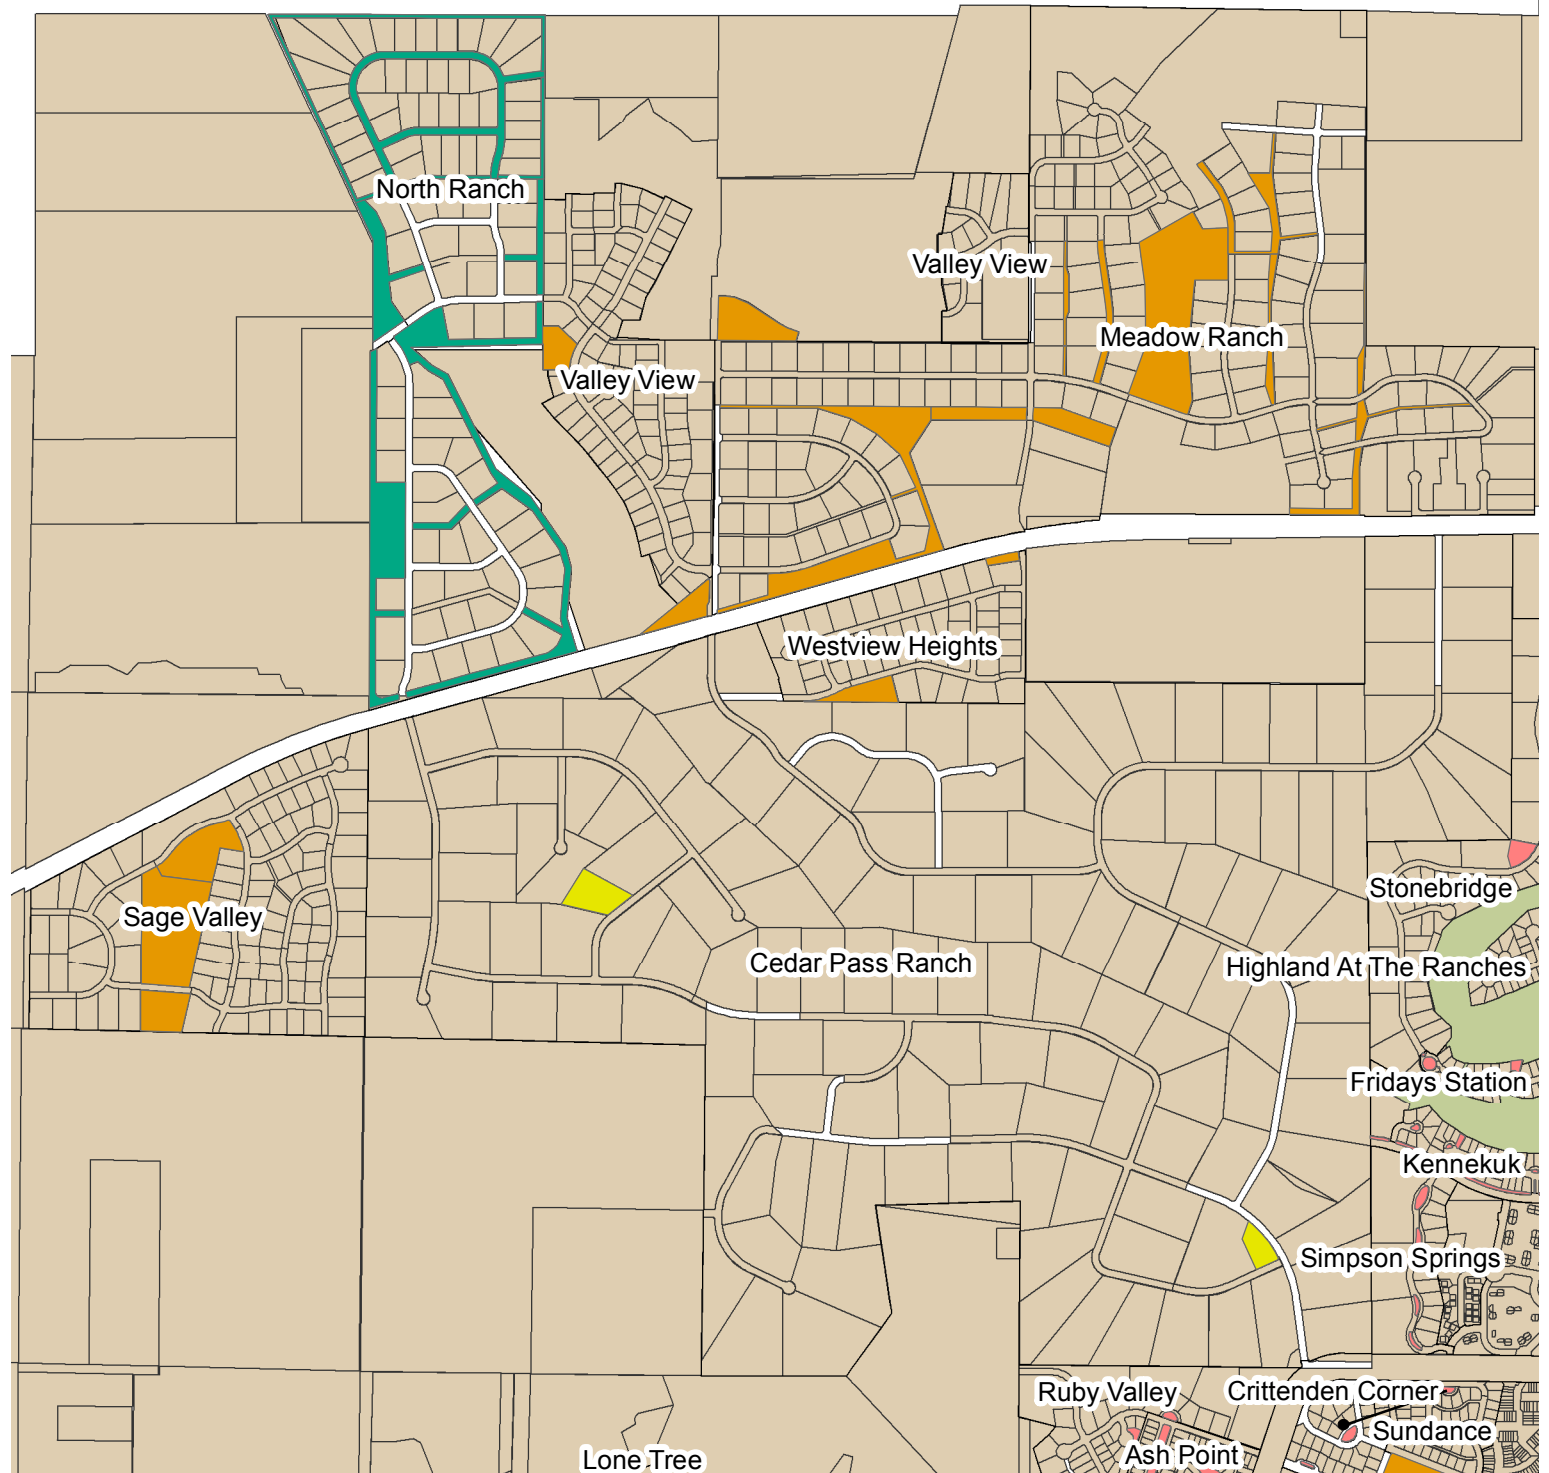 North Ranch
Valley View
Meadow Ranch
Valley View
Westview Heights
Stonebridge
Sage Valley
Cedar Pass Ranch
Highland At The Ranches
Fridays Station
Kennekuk
Simpson Springs
Ruby Valley
Crittenden Corner
Sundance
Ash Point
Lone Tree